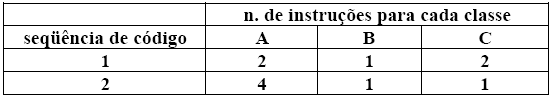 n. de instruções para cada classe
seqüência de código A B C
1 2 1 2
2 4 1 1